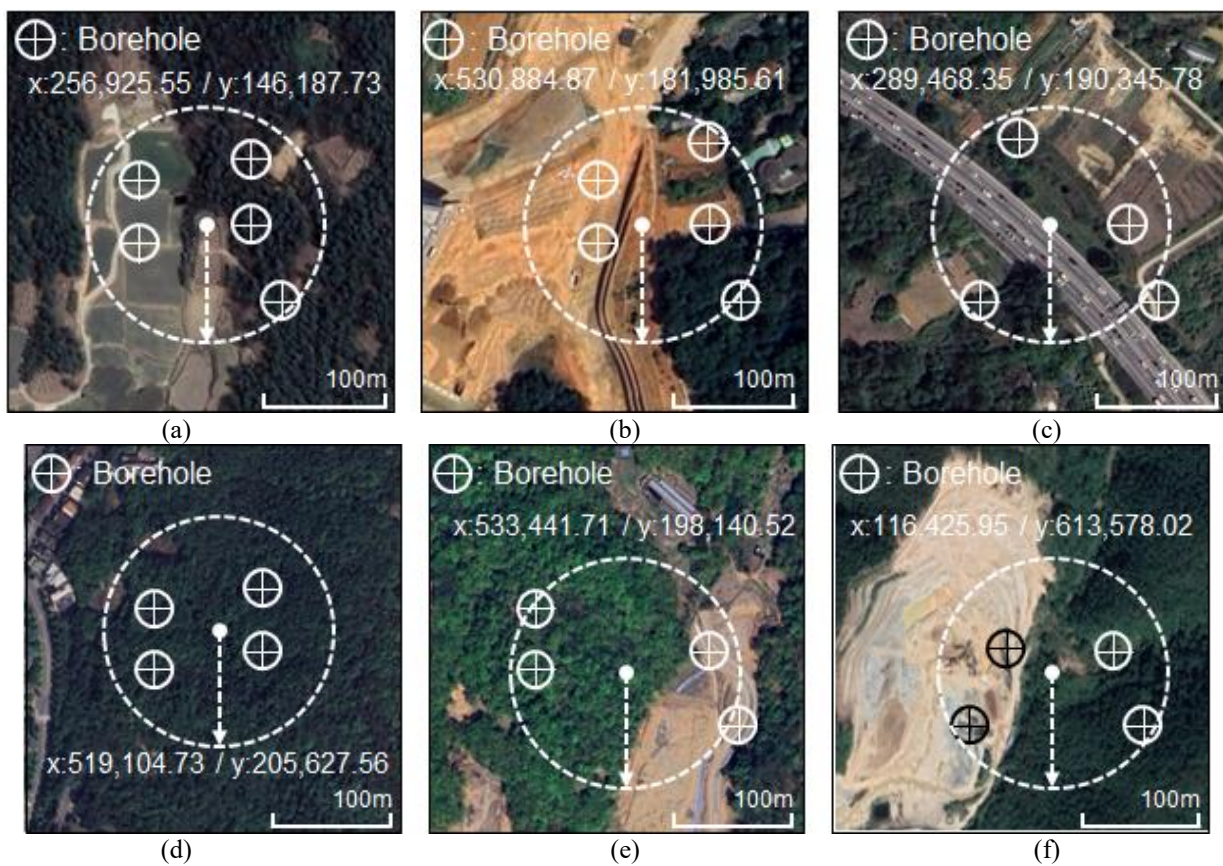 : Borehole
x:256,925.55 / y:146,187.73
100m
(a)
: Borehole
x:530,884.87 / y:181,985.61
100m
(b)
: Borehole
x:289,468.35 / y:190,345.78
100m
(c)
: Borehole
x:519,104.73 / y:205,627.56
100m
(d)
: Borehole
x:533,441.71 / y:198,140.52
100m
(e)
: Borehole
x:116.425.95 / y:613,578.02
100m
(f)